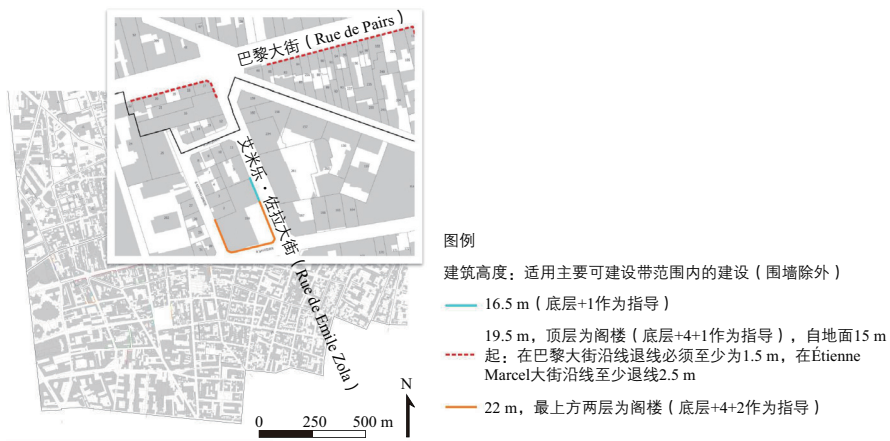 巴黎大街（Rue de Pairs）
艾米乐·佐拉大街（Rue de Emile Zola）
图例
建筑高度：适用主要可建设带范围内的建设（围墙除外）
16.5 m（底层+1作为指导）
19.5 m，顶层为阁楼（底层+4+1作为指导），自地面15 m
起：在巴黎大街沿线退线必须至少为1.5 m，在Étienne
Marcel大街沿线至少退线2.5 m
22 m，最上方两层为阁楼（底层+4+2作为指导）
0 250 500 m
N